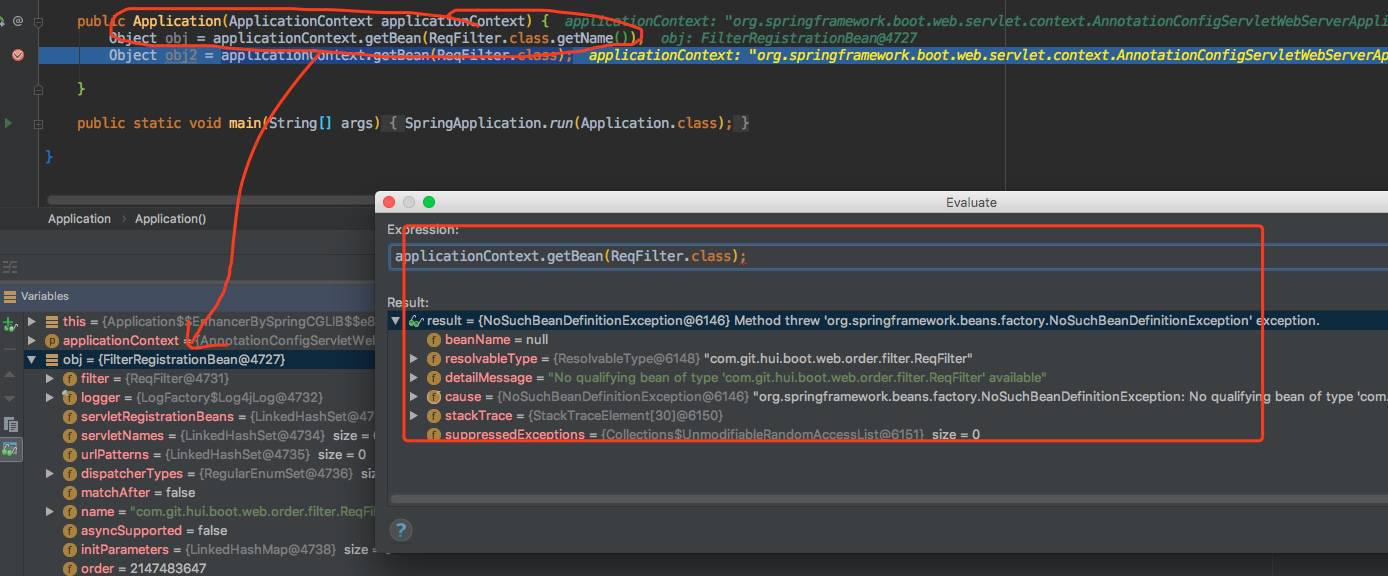 public Application(ApplicationContext applicationContext) { applicationContext: "org.springframework.boot.web.servlet.context.AnnotationConfigServletWebServerAppli
Object obj = applicationContext.getBean(ReqFilter.class.getName()); obj: FilterRegistrationBean@4727
Object obj2 = applicationContext.getBean(ReqFilter.class); applicationContext: "org.springframework.boot.web.servlet.context.AnnotationConfigServletWebServerAp
}
public static void main(String[] args) { SpringApplication.run(Application.class); }
}
Application › Application()
Evaluate
Expression:
applicationContext.getBean(ReqFilter.class);
Variables
this = {Application$$EnhancerBySpringCGLIB$$e8
applicationContext = {AnnotationConfigServletWel
obj = {FilterRegistrationBean@4727}
filter = {ReqFilter@4731}
logger = {LogFactory$Log4jLog@4732}
servletRegistrationBeans = {LinkedHashSet@47
servletNames = {LinkedHashSet@4734} size =
urlPatterns = {LinkedHashSet@4735} size = 0
dispatcherTypes = {RegularEnumSet@4736} siz
matchAfter = false
name = "com.git.hui.boot.web.order.filter.ReqFil
asyncSupported = false
initParameters = {LinkedHashMap@4738} size =
order = 2147483647
Result:
result = {NoSuchBeanDefinitionException@6146} Method threw 'org.springframework.beans.factory.NoSuchBeanDefinitionException' exception.
beanName = null
resolvableType = {ResolvableType@6148} "com.git.hui.boot.web.order.filter.ReqFilter"
detailMessage = "No qualifying bean of type 'com.git.hui.boot.web.order.filter.ReqFilter' available"
cause = {NoSuchBeanDefinitionException@6146} "org.springframework.beans.factory.NoSuchBeanDefinitionException: No qualifying bean of type 'com.
stackTrace = {StackTraceElement[30]@6150}
suppressedExceptions = {Collections$UnmodifiableRandomAccessList@6151} size = 0
?